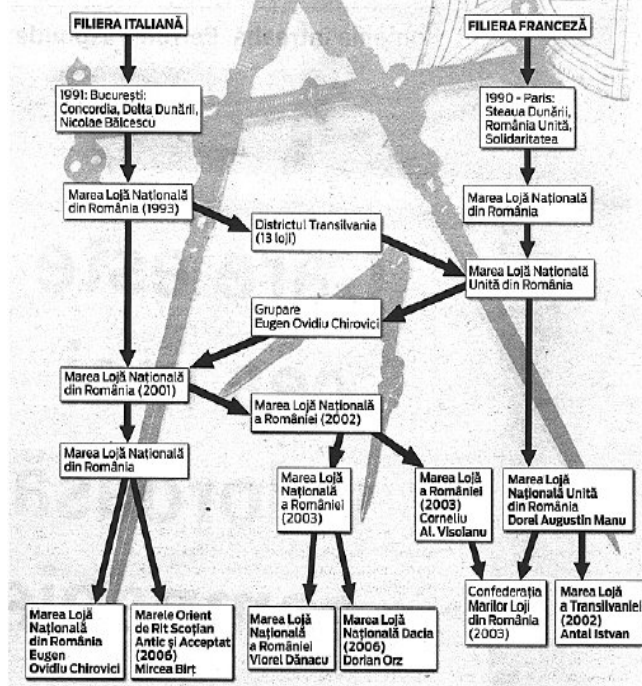 FILIERA ITALIANĂ
FILIERA FRANCEZĂ
1991: București:
Concordia, Delta Dunării,
Nicolae Bălcescu
1990 - Paris:
Steaua Dunării,
România Unită,
Solidaritatea
Marea Lojă Națională
din România (1993)
Marea Lojă Națională
din România
Districtul Transilvania
(13 loji)
Marea Lojă Națională
Unită din România
Grupare
Eugen Ovidiu Chirovici
Marea Lojă Națională
din România (2001)
Marea Lojă Națională
a României (2002)
Marea Lojă Națională
din România
Marea Lojă
Națională
a României
(2003)
Marea Lojă
a României
(2003)
Corneliu
Al. Visoianu
Marea Lojă
Națională Unită
din România
Dorel Augustin Manu
Marea Lojă
Națională
din România
Eugen
Ovidiu Chirovici
Marele Orient
de Rit Scoțian
Antic și Acceptat
(2006)
Mircea Birț
Marea Lojă
Națională
a României
Viorel Dănacu
Marea Lojă
Națională Dacia
(2006)
Dorian Orz
Confederația
Marilor Loji
din România
(2003)
Marea Lojă
a Transilvaniei
(2002)
Antal Istvan